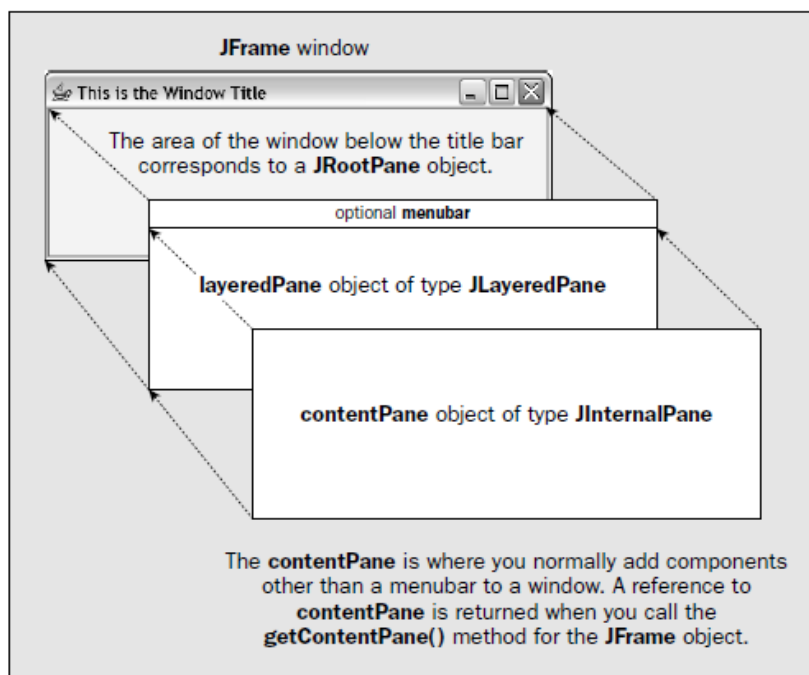 JFrame window
This is the Window Title
The area of the window below the title bar
corresponds to a JRootPane object.
optional menubar
layeredPane object of type JLayeredPane
contentPane object of type JInternalPane
The contentPane is where you normally add components
other than a menubar to a window. A reference to
contentPane is returned when you call the
getContentPane() method for the JFrame object.